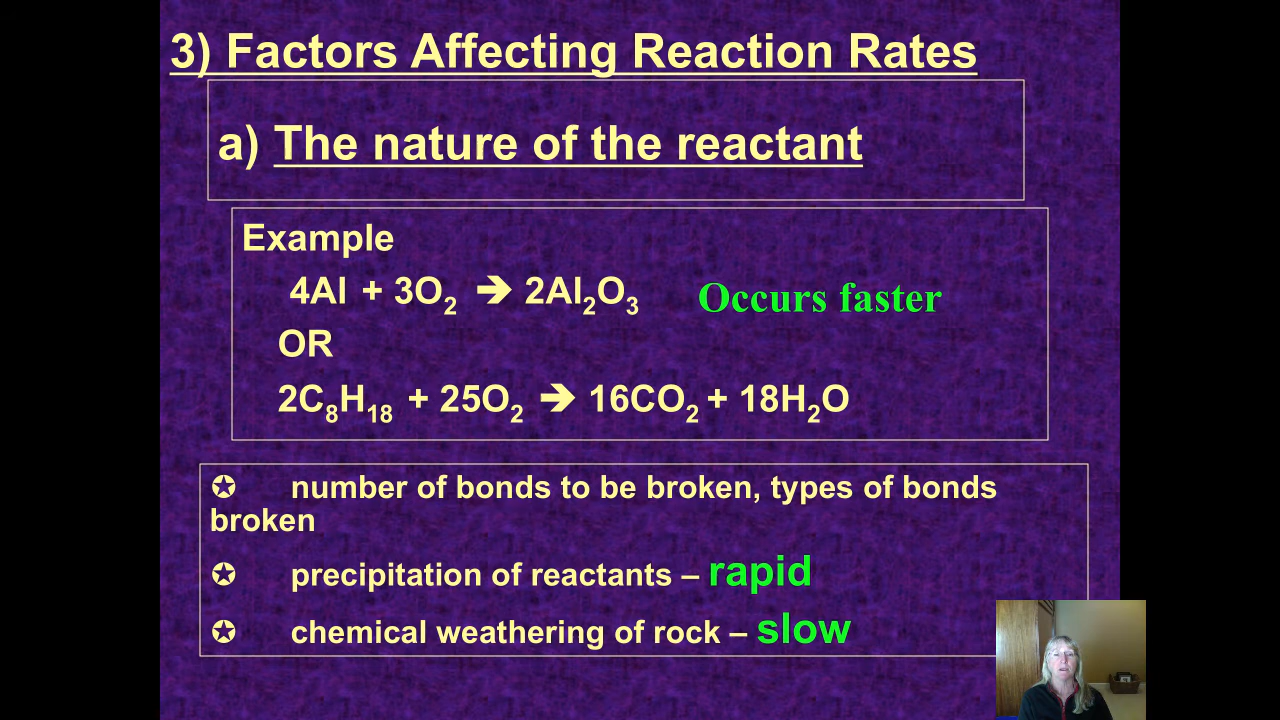 3) Factors Affecting Reaction Rates
a) The nature of the reactant
Example
4Al + 3O₂ ➔ 2Al₂O₃ Occurs faster
OR
2C₈H₁₈ + 25O₂ ➔ 16CO₂ + 18H₂O
✪ number of bonds to be broken, types of bonds
broken
✪ precipitation of reactants – rapid
✪ chemical weathering of rock – slow